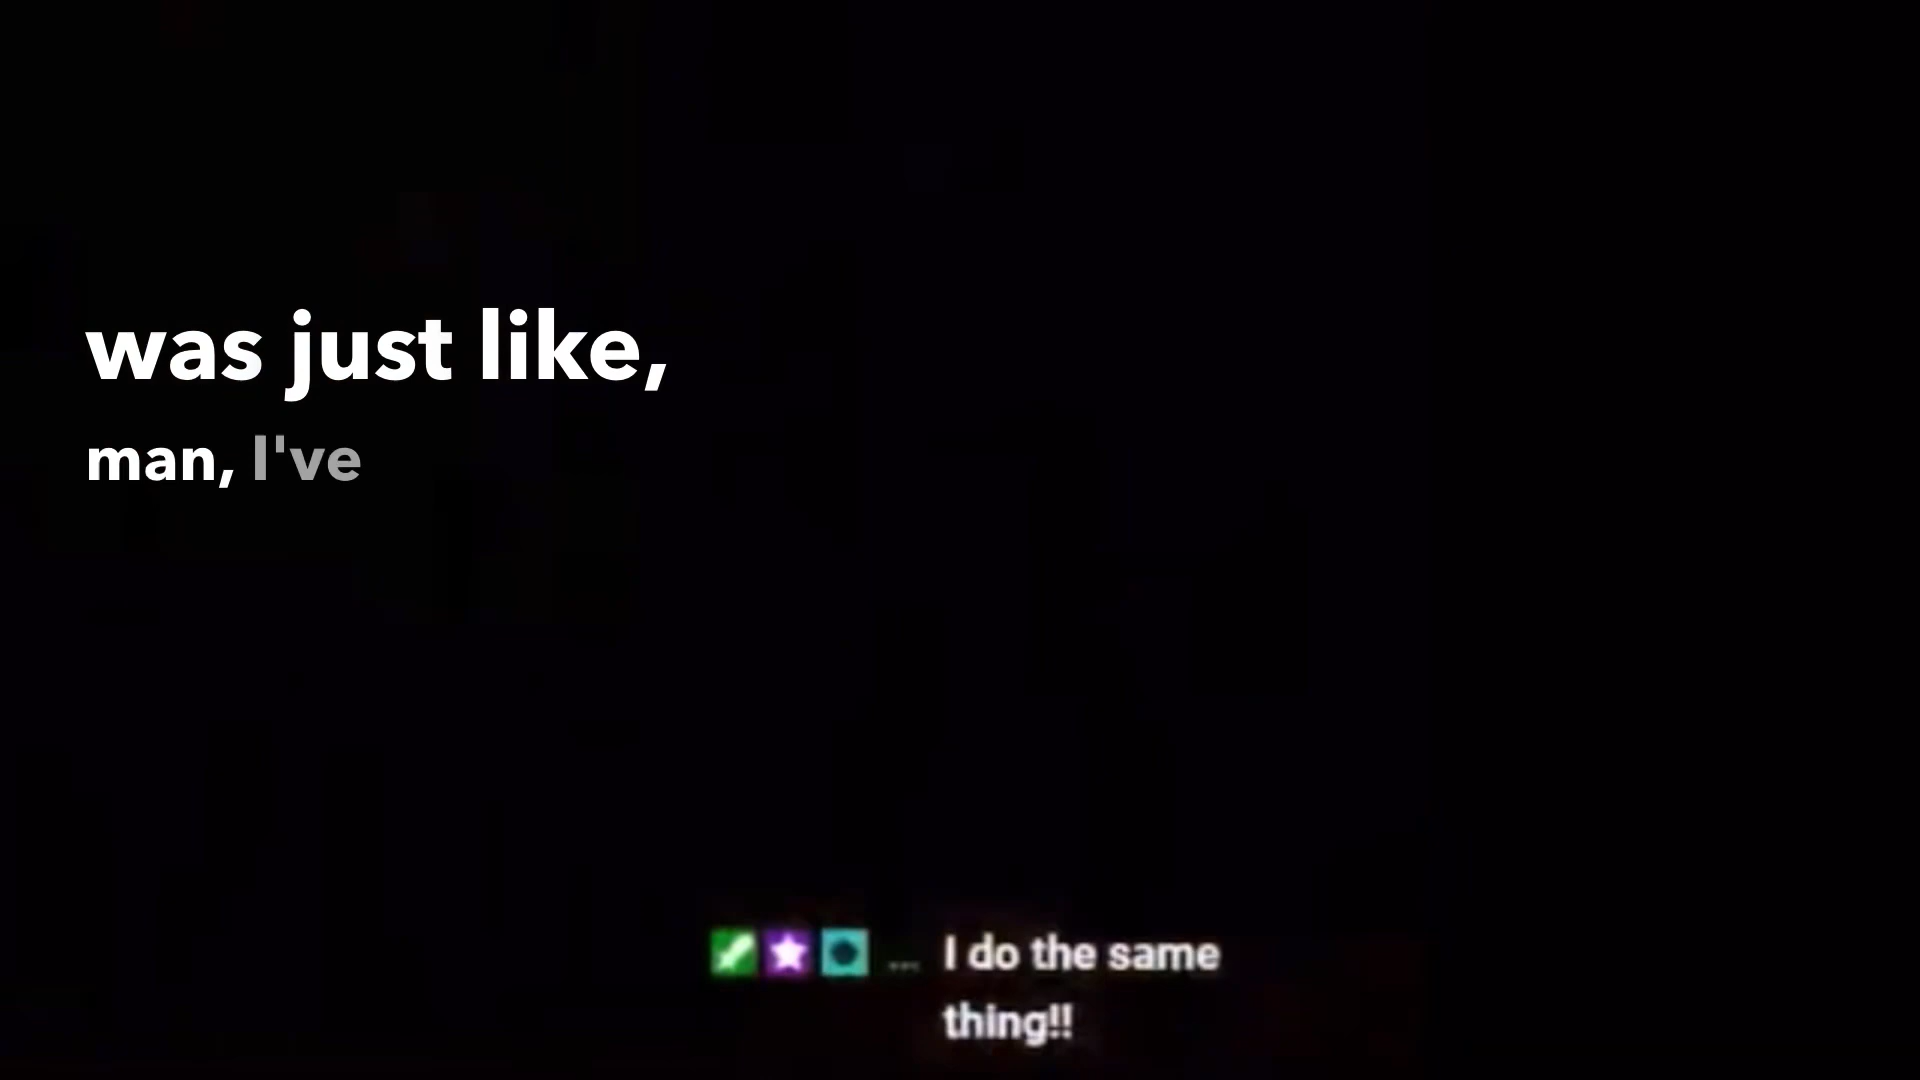 was just like,
man, I've
... I do the same
thing!!